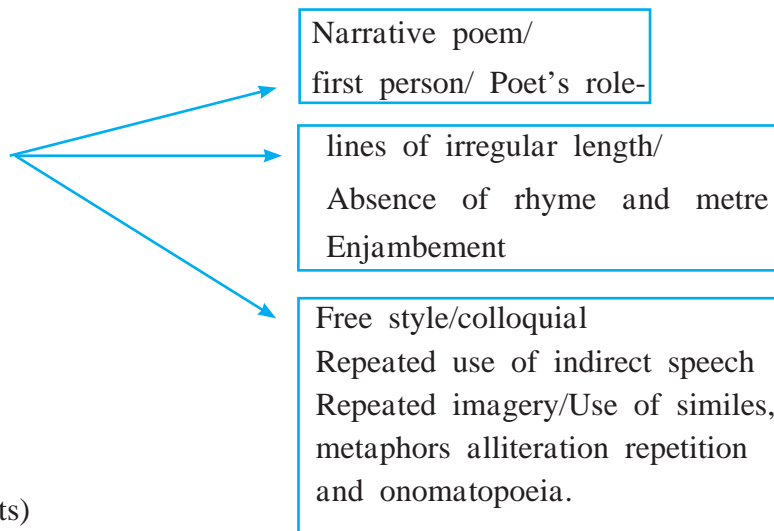 Narrative poem/
first person/ Poet's role-
lines of irregular length/
Absence of rhyme and metre
Enjambement
Free style/colloquial
Repeated use of indirect speech
Repeated imagery/Use of similes,
metaphors alliteration repetition
and onomatopoeia.
ts)